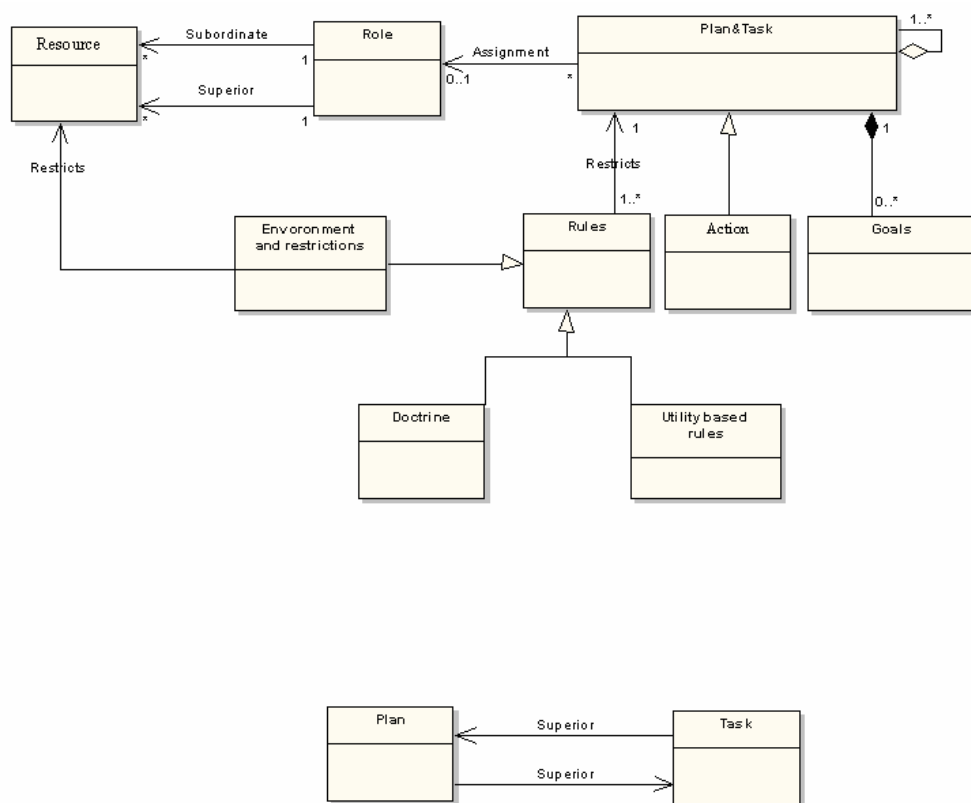 Resource
Subordinate
Role
Plan&Task
1..*
Assignment
*
1
0..1
*
Superior
*
1
Restricts
1
Restricts
1
1..*
0..*
Envoronment
and restrictions
Rules
Action
Goals
Doctrine
Utility based
rules
Plan
Superior
Task
Superior